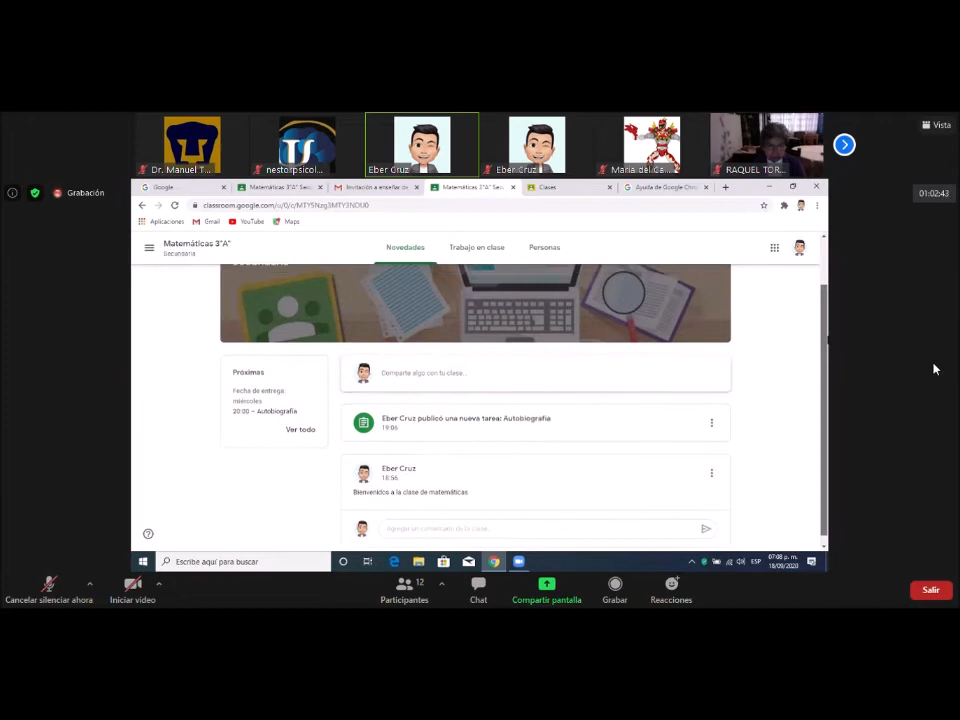 Dr. Manuel T...
nestorpsicol...
Eber Cruz
Eber Cruz
Maria del Ca...
RAQUEL TOR...
Vista
Grabación
01:02:43
Google
Matemáticas 3°"A" Secu
Invitación a enseñar de
Matemáticas 3°"A" Secu
Clases
Ayuda de Google Chro
Aplicaciones
Gmail
YouTube
Maps
Matemáticas 3°"A"
Secundaria
Novedades
Trabajo en clase
Personas
Próximas
Fecha de entrega:
miércoles
20:00 – Autobiografía
Ver todo
Comparte algo con tu clase...
Eber Cruz publicó una nueva tarea: Autobiografía
19:06
Eber Cruz
18:56
Bienvenidos a la clase de matemáticas
Agregar un comentario de la clase...
Escribe aquí para buscar
ESP
07:08 p. m.
18/09/2020
Cancelar silenciar ahora
Iniciar video
Participantes
12
Chat
Compartir pantalla
Grabar
Reacciones
Salir